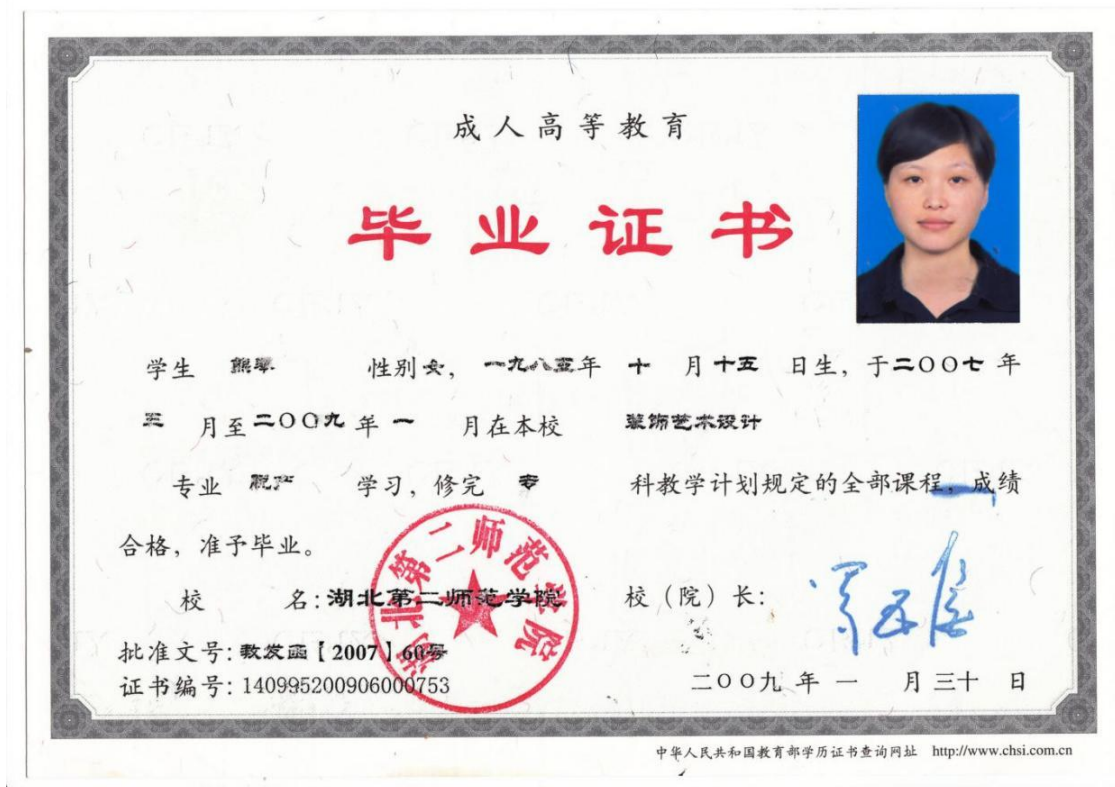 成人高等教育
毕业证书
学生 熊 性别女，一九八五年 十 月十五 日生，于二〇〇七 年
三 月至二〇〇九 年 一 月在本校 装饰艺术设计
专业 脱产 学习，修完 专 科教学计划规定的全部课程，成绩
合格，准予毕业。
校 名：湖北第二师范学院 校（院）长：
批准文号：教发函【2007】60号
证书编号：140995200906000753 二〇〇九 年 一 月 三十 日
湖北第二师范学院
中华人民共和国教育部学历证书查询网址 http://www.chsi.com.cn